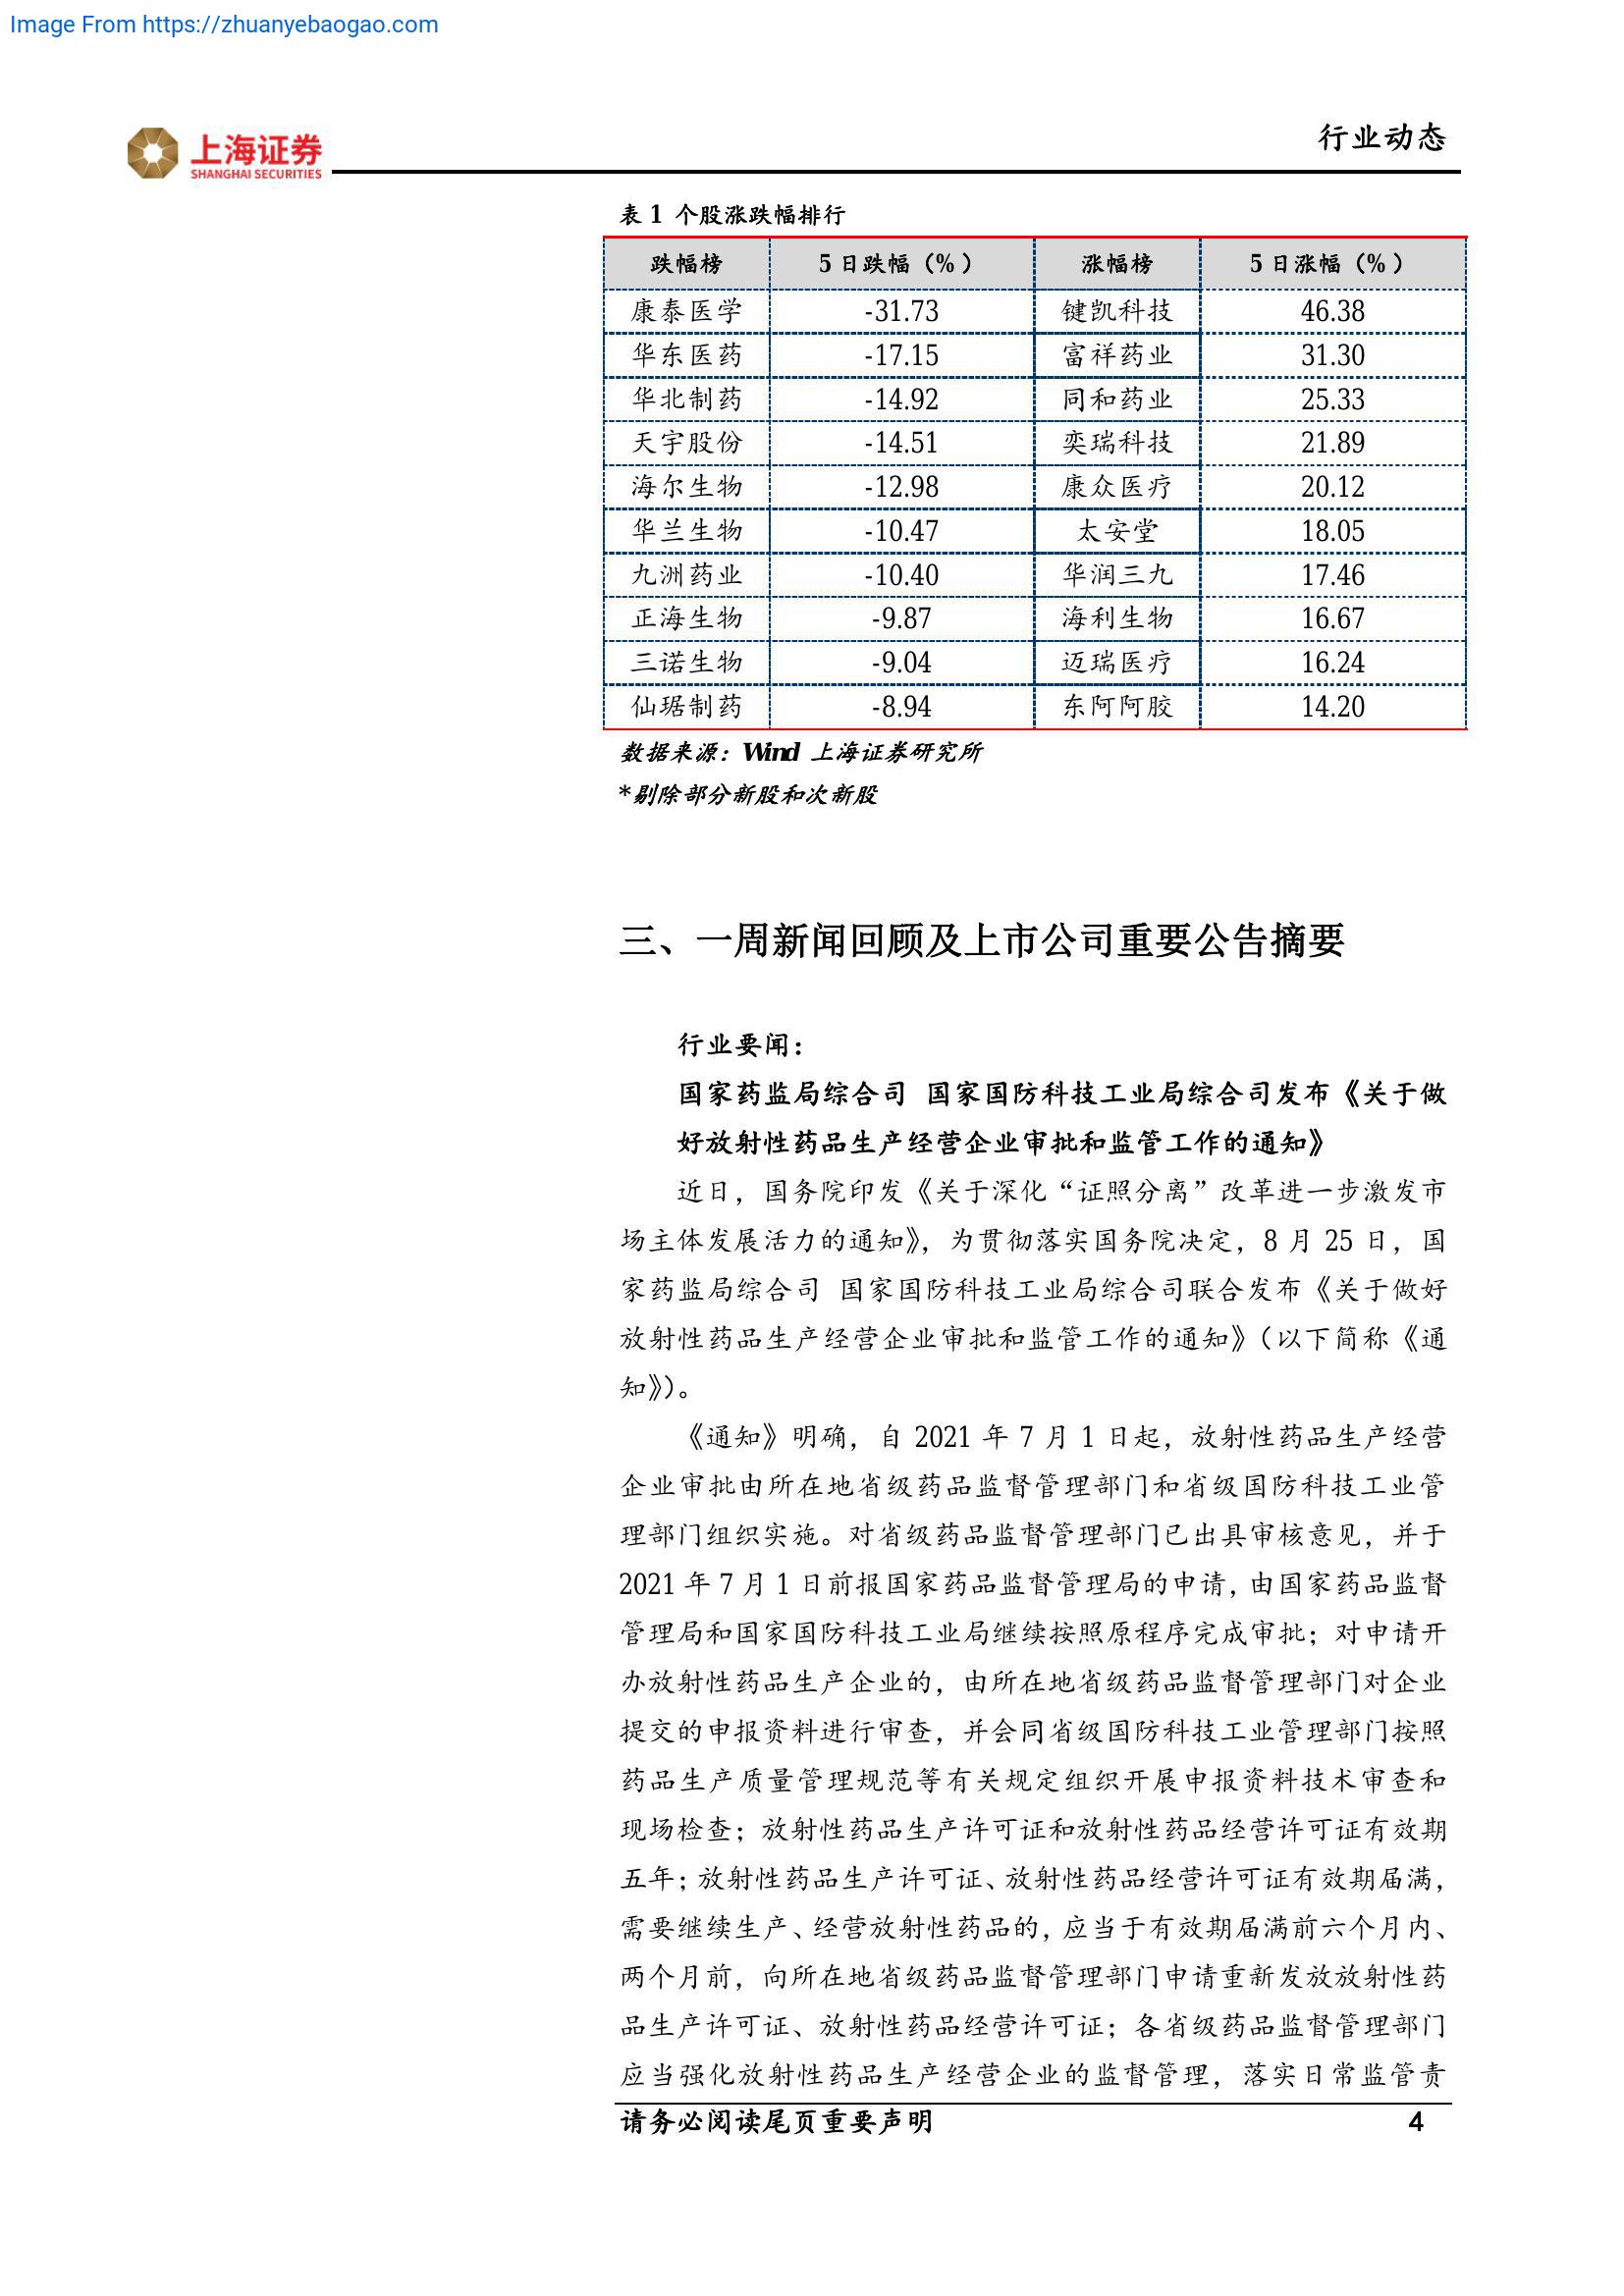 Image From https://zhuanyebaogao.com
上海证券
SHANGHAI SECURITIES
行业动态
表 1 个股涨跌幅排行
跌幅榜 5 日跌幅（%） 涨幅榜 5 日涨幅（%）
康泰医学 -31.73 键凯科技 46.38
华东医药 -17.15 富祥药业 31.30
华北制药 -14.92 同和药业 25.33
天宇股份 -14.51 奕瑞科技 21.89
海尔生物 -12.98 康众医疗 20.12
华兰生物 -10.47 太安堂 18.05
九洲药业 -10.40 华润三九 17.46
正海生物 -9.87 海利生物 16.67
三诺生物 -9.04 迈瑞医疗 16.24
仙琚制药 -8.94 东阿阿胶 14.20
数据来源：Wind 上海证券研究所
*剔除部分新股和次新股
三、一周新闻回顾及上市公司重要公告摘要
行业要闻：
国家药监局综合司 国家国防科技工业局综合司发布《关于做
好放射性药品生产经营企业审批和监管工作的通知》
近日，国务院印发《关于深化“证照分离”改革进一步激发市
场主体发展活力的通知》，为贯彻落实国务院决定，8 月 25 日，国
家药监局综合司 国家国防科技工业局综合司联合发布《关于做好
放射性药品生产经营企业审批和监管工作的通知》（以下简称《通
知》）。
《通知》明确，自 2021 年 7 月 1 日起，放射性药品生产经营
企业审批由所在地省级药品监督管理部门和省级国防科技工业管
理部门组织实施。对省级药品监督管理部门已出具审核意见，并于
2021 年 7 月 1 日前报国家药品监督管理局的申请，由国家药品监督
管理局和国家国防科技工业局继续按照原程序完成审批；对申请开
办放射性药品生产企业的，由所在地省级药品监督管理部门对企业
提交的申报资料进行审查，并会同省级国防科技工业管理部门按照
药品生产质量管理规范等有关规定组织开展申报资料技术审查和
现场检查；放射性药品生产许可证和放射性药品经营许可证有效期
五年；放射性药品生产许可证、放射性药品经营许可证有效期届满，
需要继续生产、经营放射性药品的，应当于有效期届满前六个月内、
两个月前，向所在地省级药品监督管理部门申请重新发放放射性药
品生产许可证、放射性药品经营许可证；各省级药品监督管理部门
应当强化放射性药品生产经营企业的监督管理，落实日常监管责
请务必阅读尾页重要声明 4